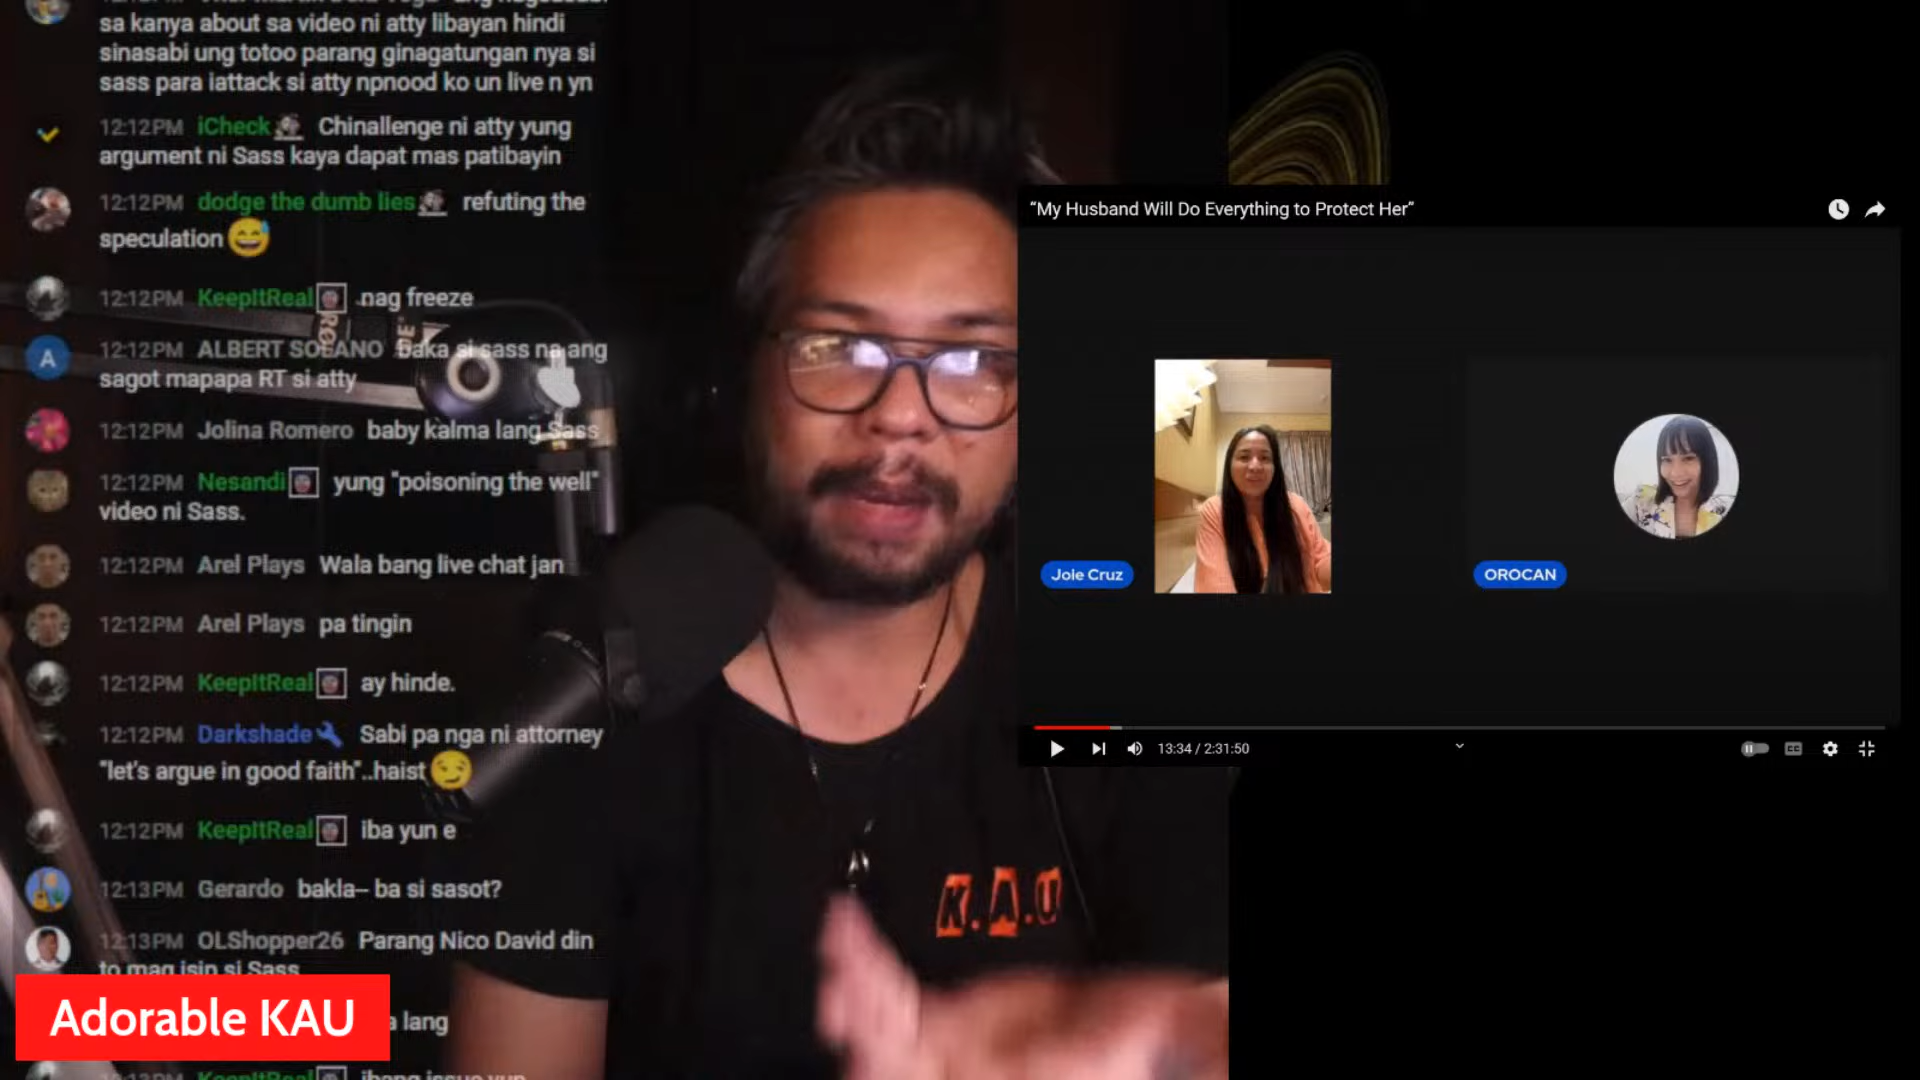 sa kanya about sa video ni atty libayan hindi
sinasabi ung totoo parang ginagatungan nya si
sass para iattack si atty npnood ko un live n yn
12:12PM iCheck Chinallenge ni atty yung
argument ni Sass kaya dapat mas patibayin
12:12PM dodge the dumb lies refuting the
speculation
12:12PM KeepItReal nag freeze
12:12PM ALBERT SOLANO baka si sass na ang
sagot mapapa RT si atty
12:12PM Jolina Romero baby kalma lang Sass
12:12PM Nesandi yung "poisoning the well"
video ni Sass.
12:12PM Arel Plays Wala bang live chat jan
12:12PM Arel Plays pa tingin
12:12PM KeepItReal ay hinde.
12:12PM Darkshade Sabi pa nga ni attorney
"let's argue in good faith"..haist
12:12PM KeepItReal iba yun e
12:13PM Gerardo bakla-- ba si sasot?
12:13PM OLShopper26 Parang Nico David din
to mag isip si Sass
lang
12:13PM KeepItReal ibang issue yun
Adorable KAU
K.A.U
“My Husband Will Do Everything to Protect Her”
Joie Cruz
OROCAN
13:34 / 2:31:50
CC
A